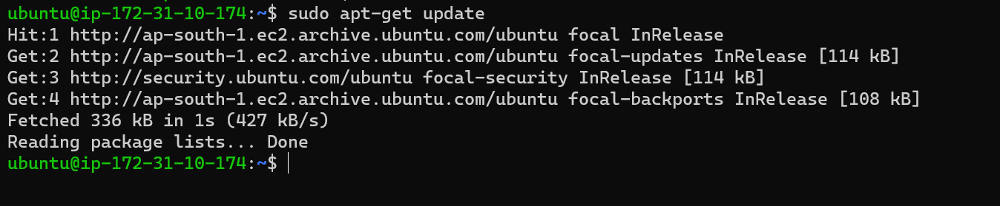 ubuntu@ip-172-31-10-174:~$ sudo apt-get update
Hit:1 http://ap-south-1.ec2.archive.ubuntu.com/ubuntu focal InRelease
Get:2 http://ap-south-1.ec2.archive.ubuntu.com/ubuntu focal-updates InRelease [114 kB]
Get:3 http://security.ubuntu.com/ubuntu focal-security InRelease [114 kB]
Get:4 http://ap-south-1.ec2.archive.ubuntu.com/ubuntu focal-backports InRelease [108 kB]
Fetched 336 kB in 1s (427 kB/s)
Reading package lists... Done
ubuntu@ip-172-31-10-174:~$